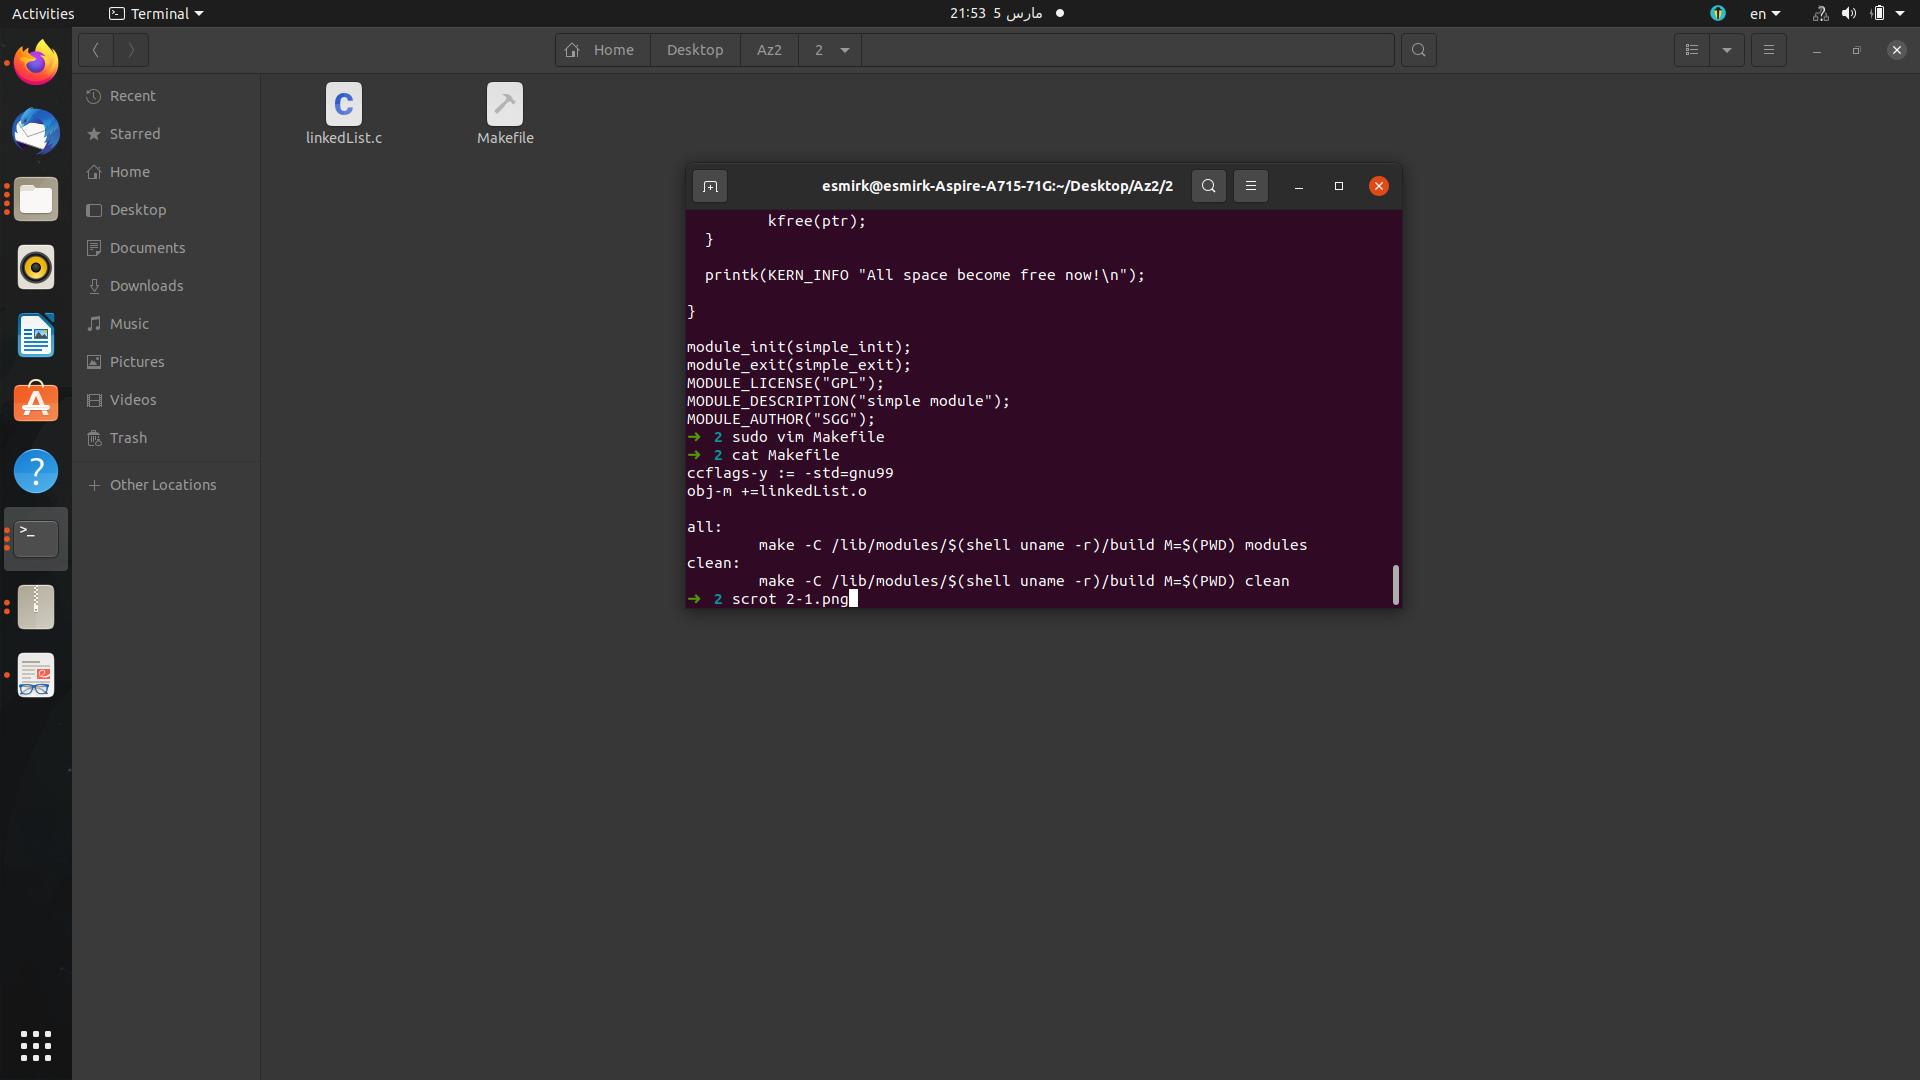 Activities
Terminal
21:53 5 مارس
en
Home
Desktop
Az2
2
Recent
Starred
Home
Desktop
Documents
Downloads
Music
Pictures
Videos
Trash
Other Locations
linkedList.c
Makefile
esmirk@esmirk-Aspire-A715-71G:~/Desktop/Az2/2
kfree(ptr);
}
printk(KERN_INFO "All space become free now!\n");
}
module_init(simple_init);
module_exit(simple_exit);
MODULE_LICENSE("GPL");
MODULE_DESCRIPTION("simple module");
MODULE_AUTHOR("SGG");
➜ 2 sudo vim Makefile
➜ 2 cat Makefile
ccflags-y := -std=gnu99
obj-m +=linkedList.o
all:
make -C /lib/modules/$(shell uname -r)/build M=$(PWD) modules
clean:
make -C /lib/modules/$(shell uname -r)/build M=$(PWD) clean
➜ 2 scrot 2-1.png